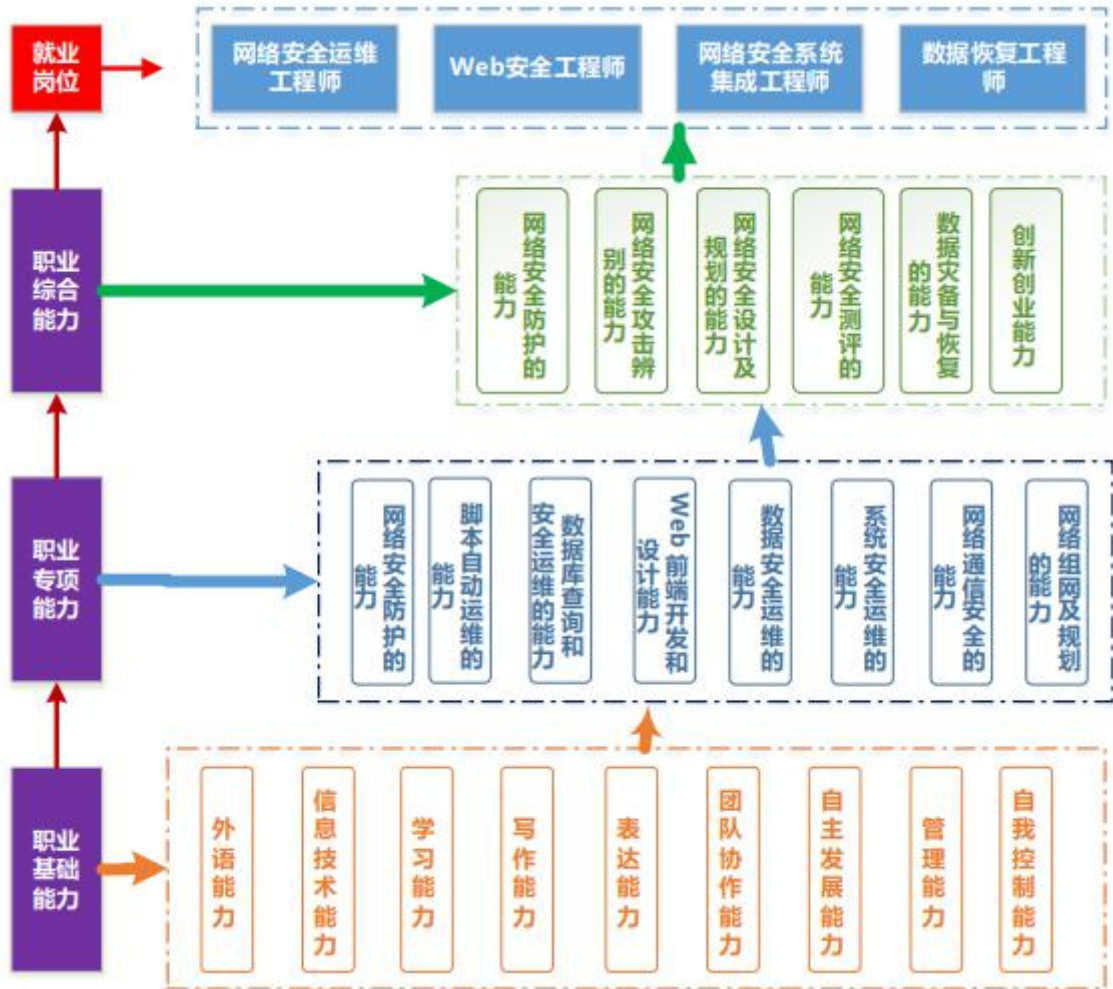 就业
岗位
网络安全运维
工程师
Web安全工程师
网络安全系统
集成工程师
数据恢复工程
师
职业
综合
能力
网络安全防护的
能力
网络安全攻击辨
别的能力
网络安全设计及
规划的能力
网络安全测评的
能力
数据灾备与恢复
的能力
创新创业能力
职业
专项
能力
网络安全防护的
能力
脚本自动运维的
能力
数据库查询和
安全运维的能力
Web 前端开发和
设计能力
数据安全运维的
能力
系统安全运维的
能力
网络通信安全的
能力
网络组网及规划
的能力
职业
基础
能力
外语能力
信息技术能力
学习能力
写作能力
表达能力
团队协作能力
自主发展能力
管理能力
自我控制能力